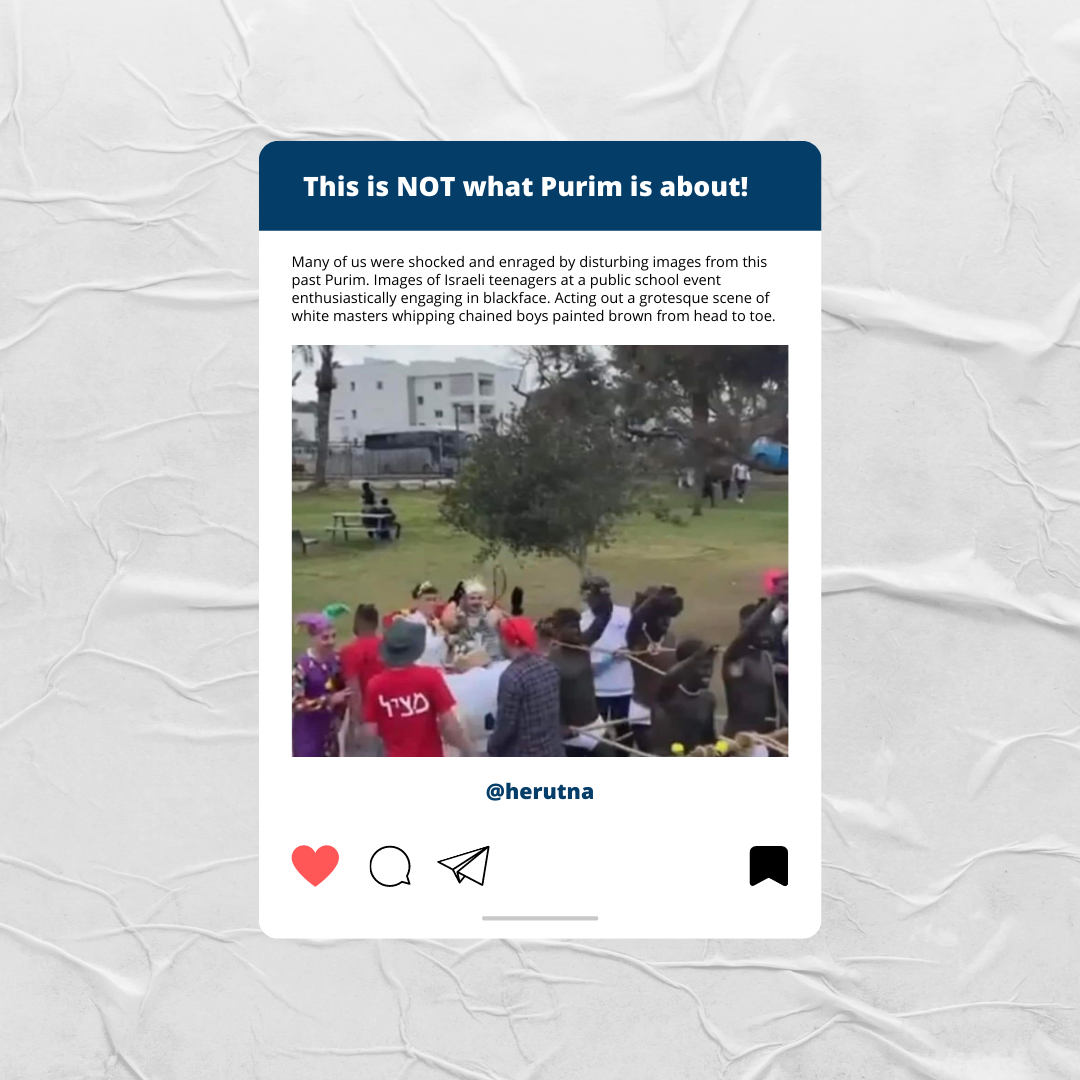 This is NOT what Purim is about!
Many of us were shocked and enraged by disturbing images from this
past Purim. Images of Israeli teenagers at a public school event
enthusiastically engaging in blackface. Acting out a grotesque scene of
white masters whipping chained boys painted brown from head to toe.
מציל
@herutna